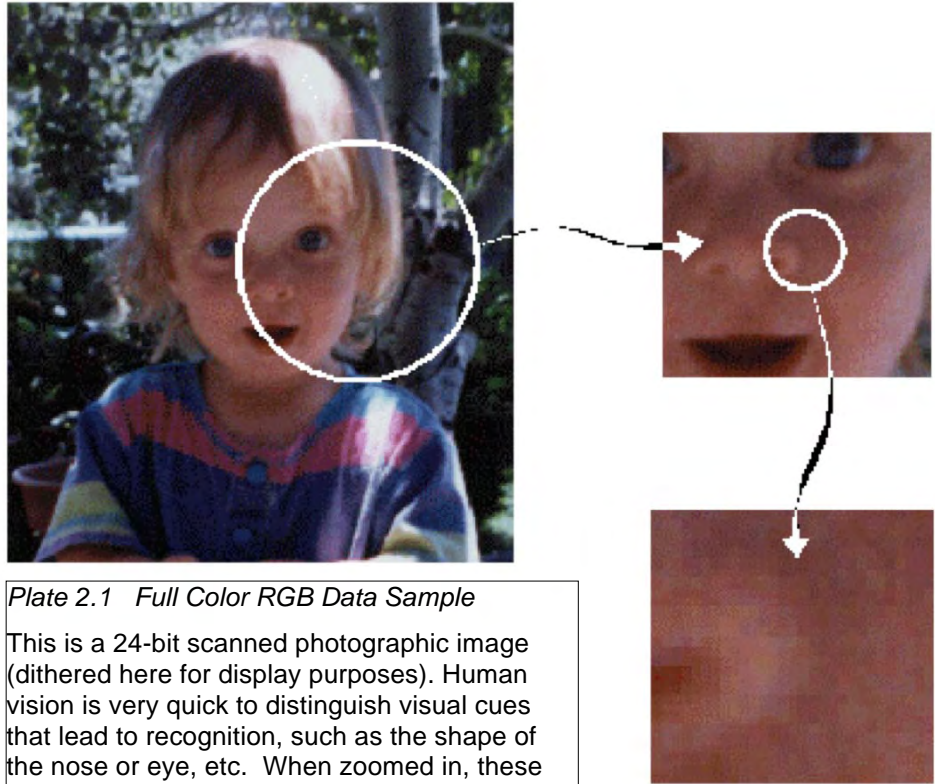 Plate 2.1   Full Color RGB Data Sample
This is a 24-bit scanned photographic image
(dithered here for display purposes). Human
vision is very quick to distinguish visual cues
that lead to recognition, such as the shape of
the nose or eye, etc.  When zoomed in, these